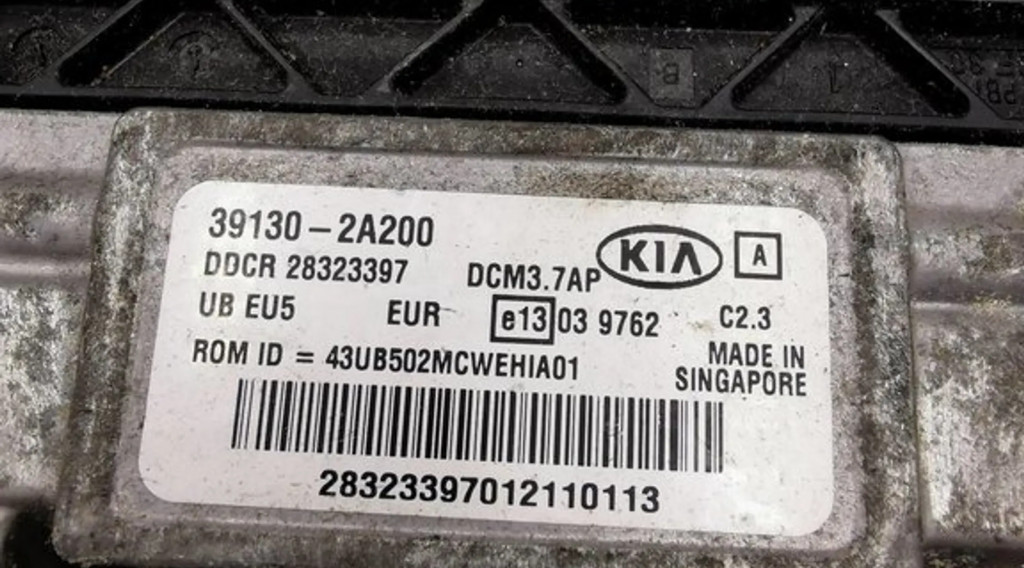 39130-2A200
KIA A
DDCR 28323397 DCM3.7AP
UB EU5 EUR e13 03 9762 C2.3
ROM ID = 43UB502MCWEHIA01
MADE IN
SINGAPORE
28323397012110113